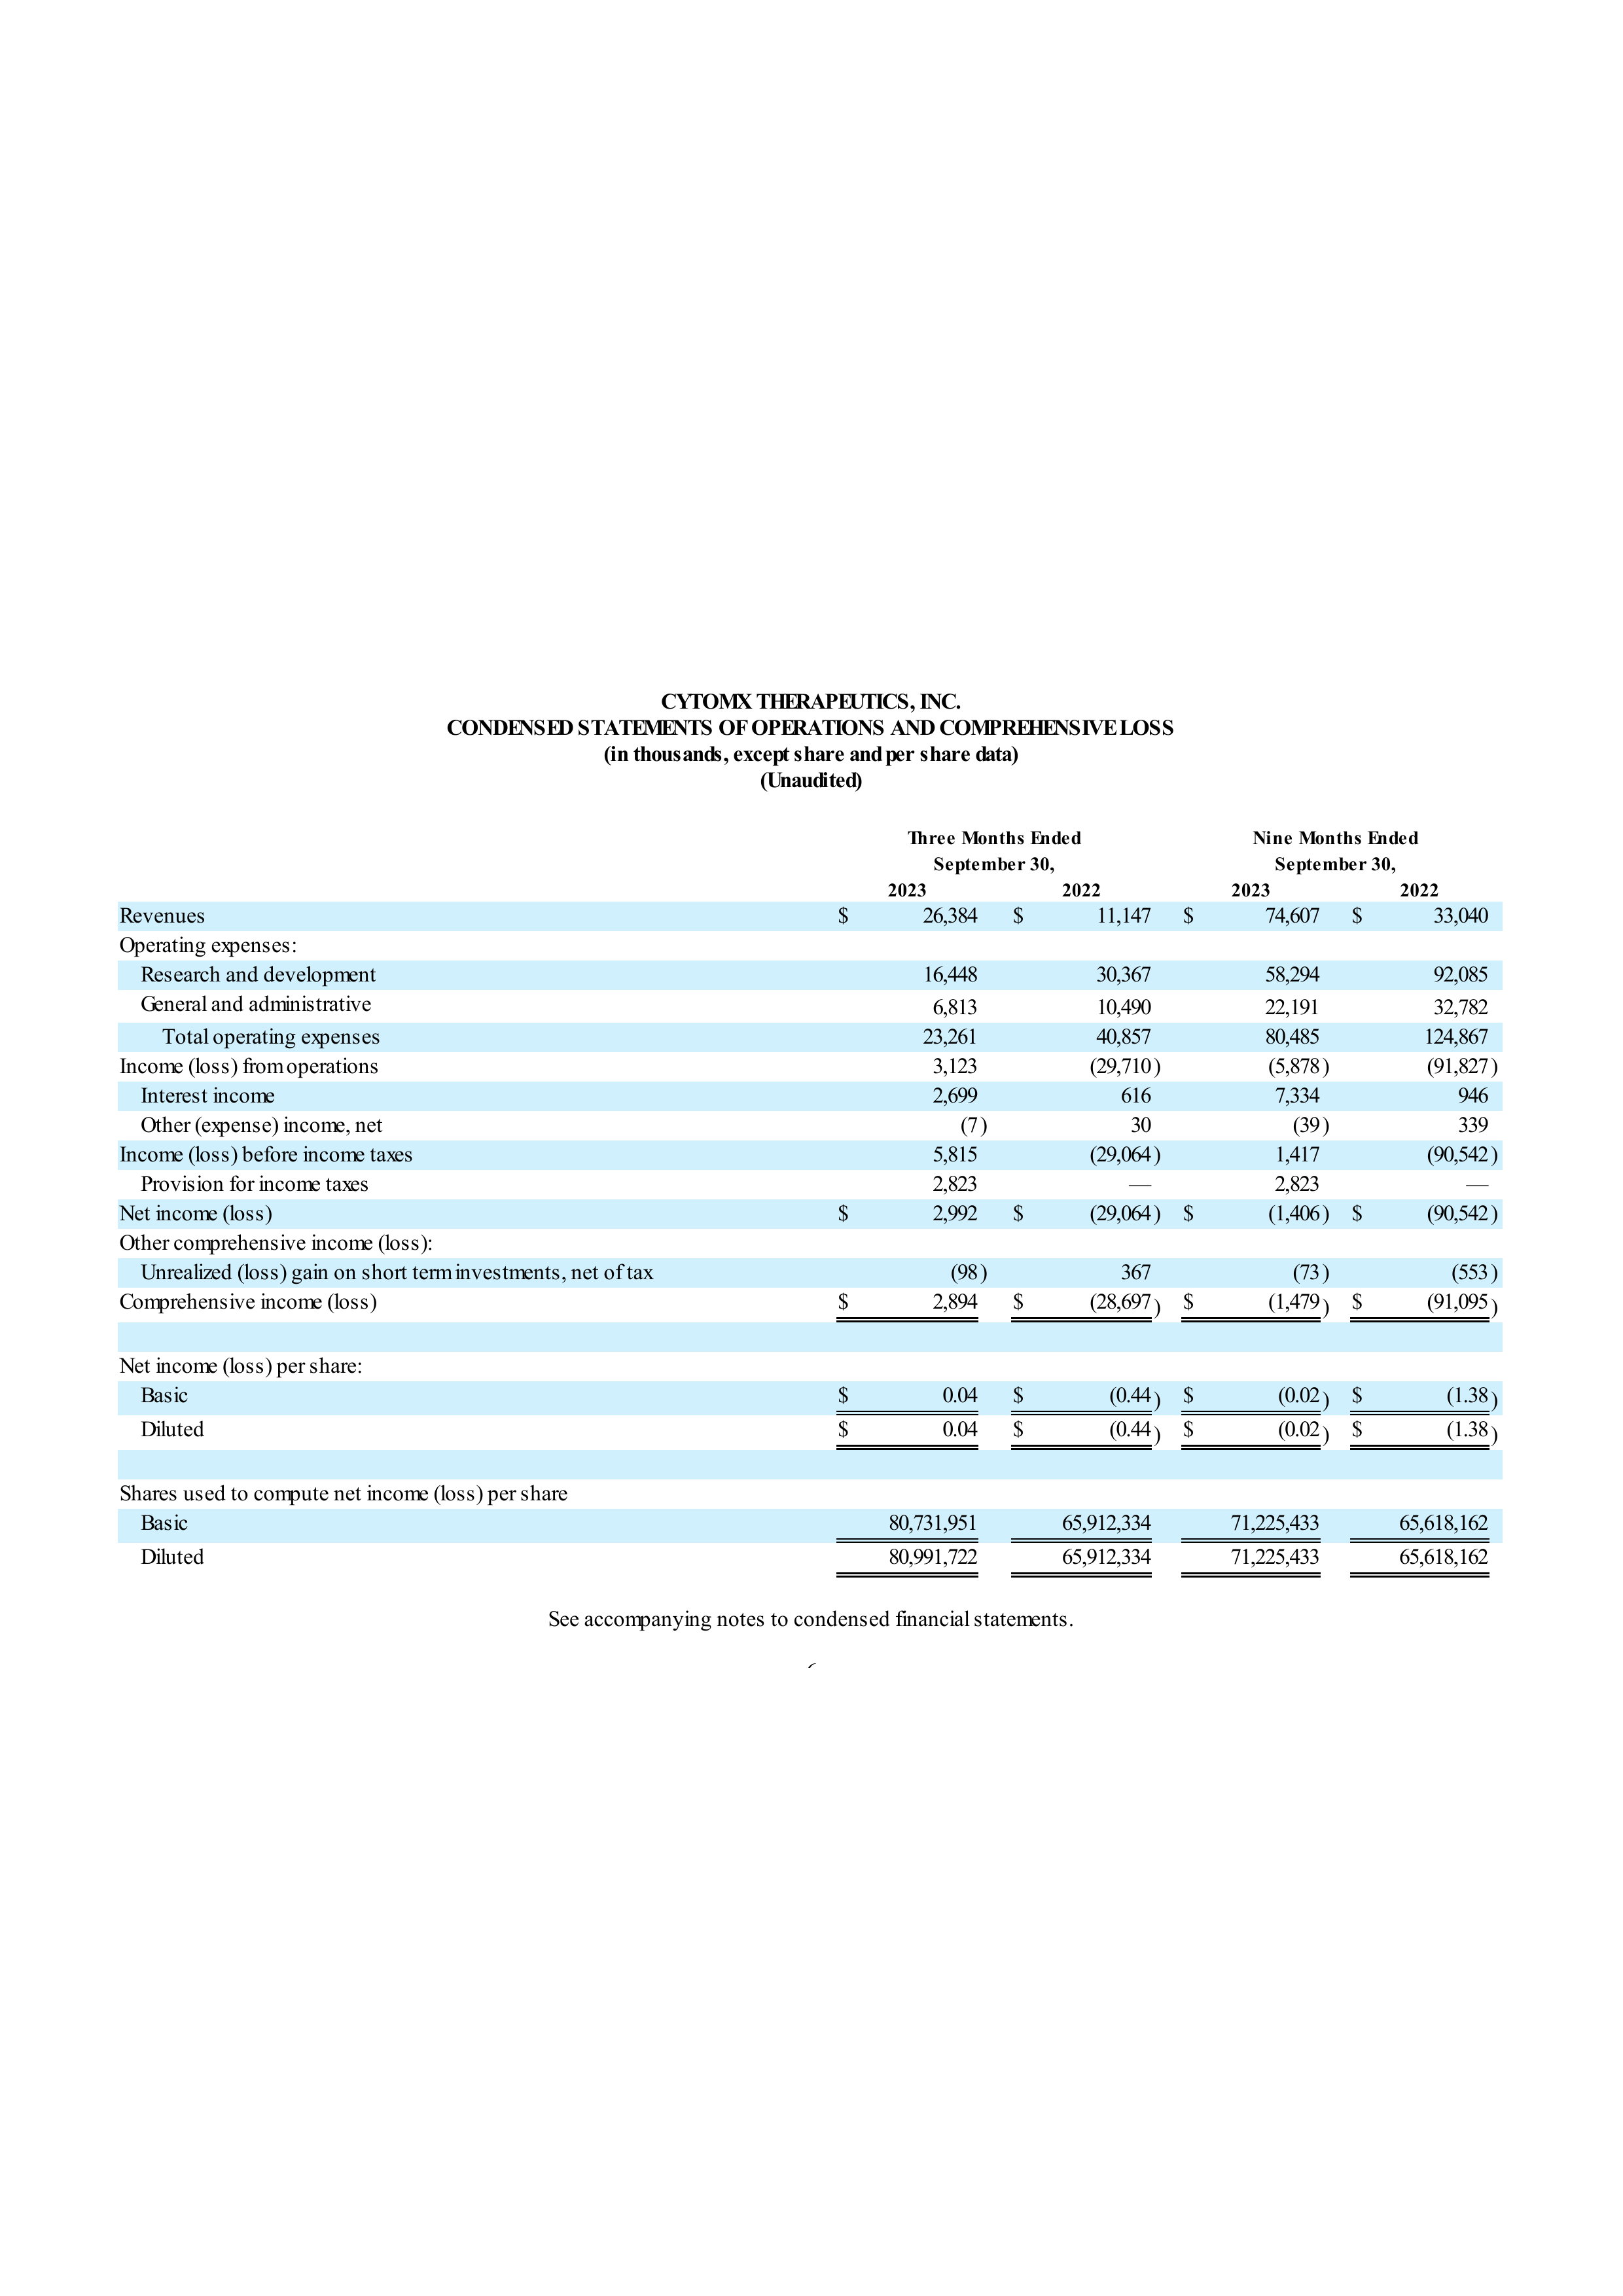 CYTOMX THERAPEUTICS, INC.
CONDENSED STATEMENTS OF OPERATIONS AND COMPREHENSIVE LOSS
(in thousands, except share and per share data)
(Unaudited)
Three Months Ended Nine Months Ended
September 30, September 30,
2023 2022 2023 2022
Revenues $ 26,384 $ 11,147 $ 74,607 $ 33,040
Operating expenses:
Research and development 16,448 30,367 58,294 92,085
General and administrative 6,813 10,490 22,191 32,782
Total operating expenses 23,261 40,857 80,485 124,867
Income (loss) from operations 3,123 (29,710) (5,878) (91,827)
Interest income 2,699 616 7,334 946
Other (expense) income, net (7) 30 (39) 339
Income (loss) before income taxes 5,815 (29,064) 1,417 (90,542)
Provision for income taxes 2,823 — 2,823 —
Net income (loss) $ 2,992 $ (29,064) $ (1,406) $ (90,542)
Other comprehensive income (loss):
Unrealized (loss) gain on short term investments, net of tax (98) 367 (73) (553)
Comprehensive income (loss) $ 2,894 $ (28,697) $ (1,479) $ (91,095)
Net income (loss) per share:
Basic $ 0.04 $ (0.44) $ (0.02) $ (1.38)
Diluted $ 0.04 $ (0.44) $ (0.02) $ (1.38)
Shares used to compute net income (loss) per share
Basic 80,731,951 65,912,334 71,225,433 65,618,162
Diluted 80,991,722 65,912,334 71,225,433 65,618,162
See accompanying notes to condensed financial statements.